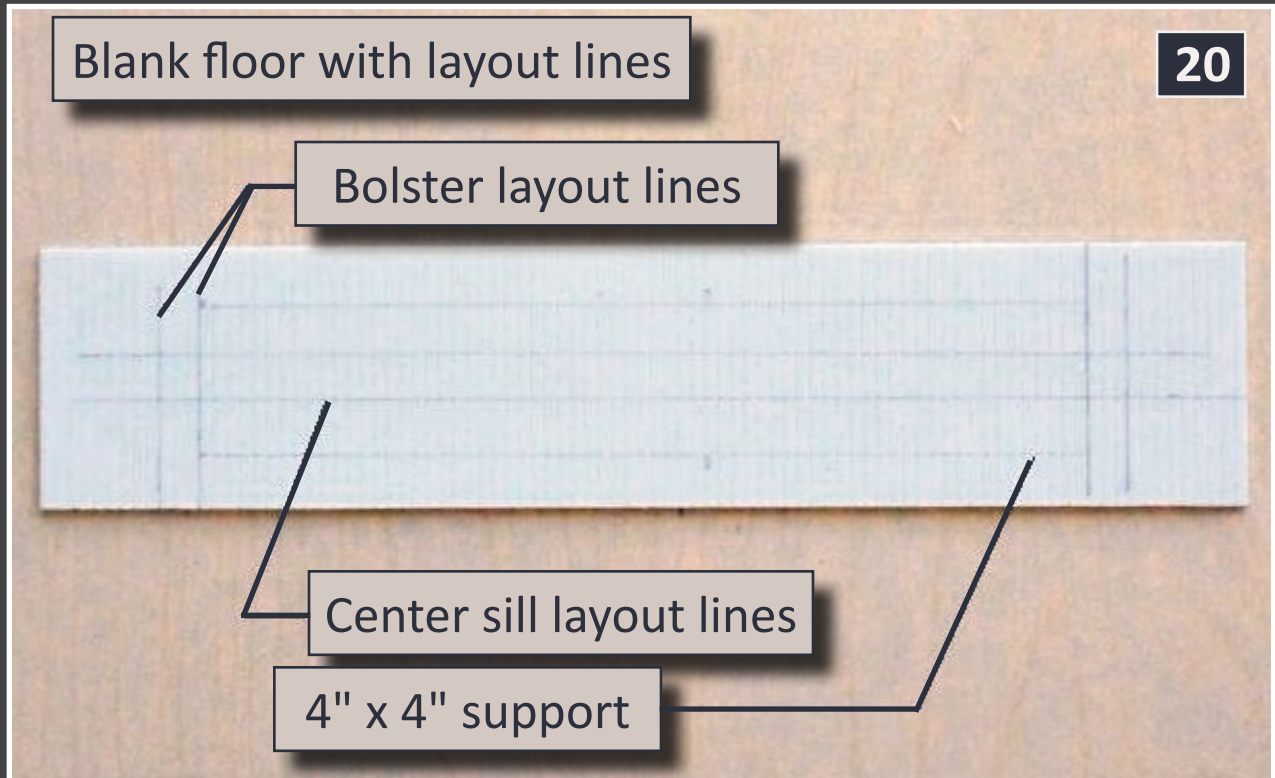 Blank floor with layout lines
20
Bolster layout lines
Center sill layout lines
4" x 4" support